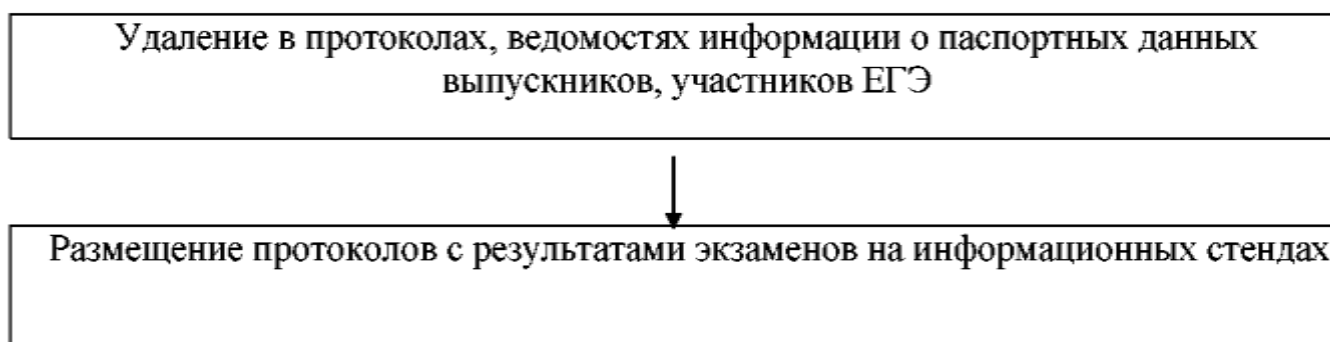 Удаление в протоколах, ведомостях информации о паспортных данных
выпускников, участников ЕГЭ
Размещение протоколов с результатами экзаменов на информационных стендах